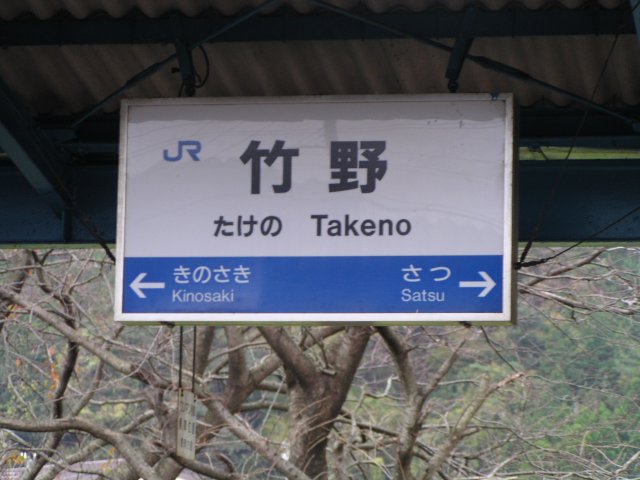 JR 竹野
たけの Takeno
← きのさき さつ →
Kinosaki Satsu